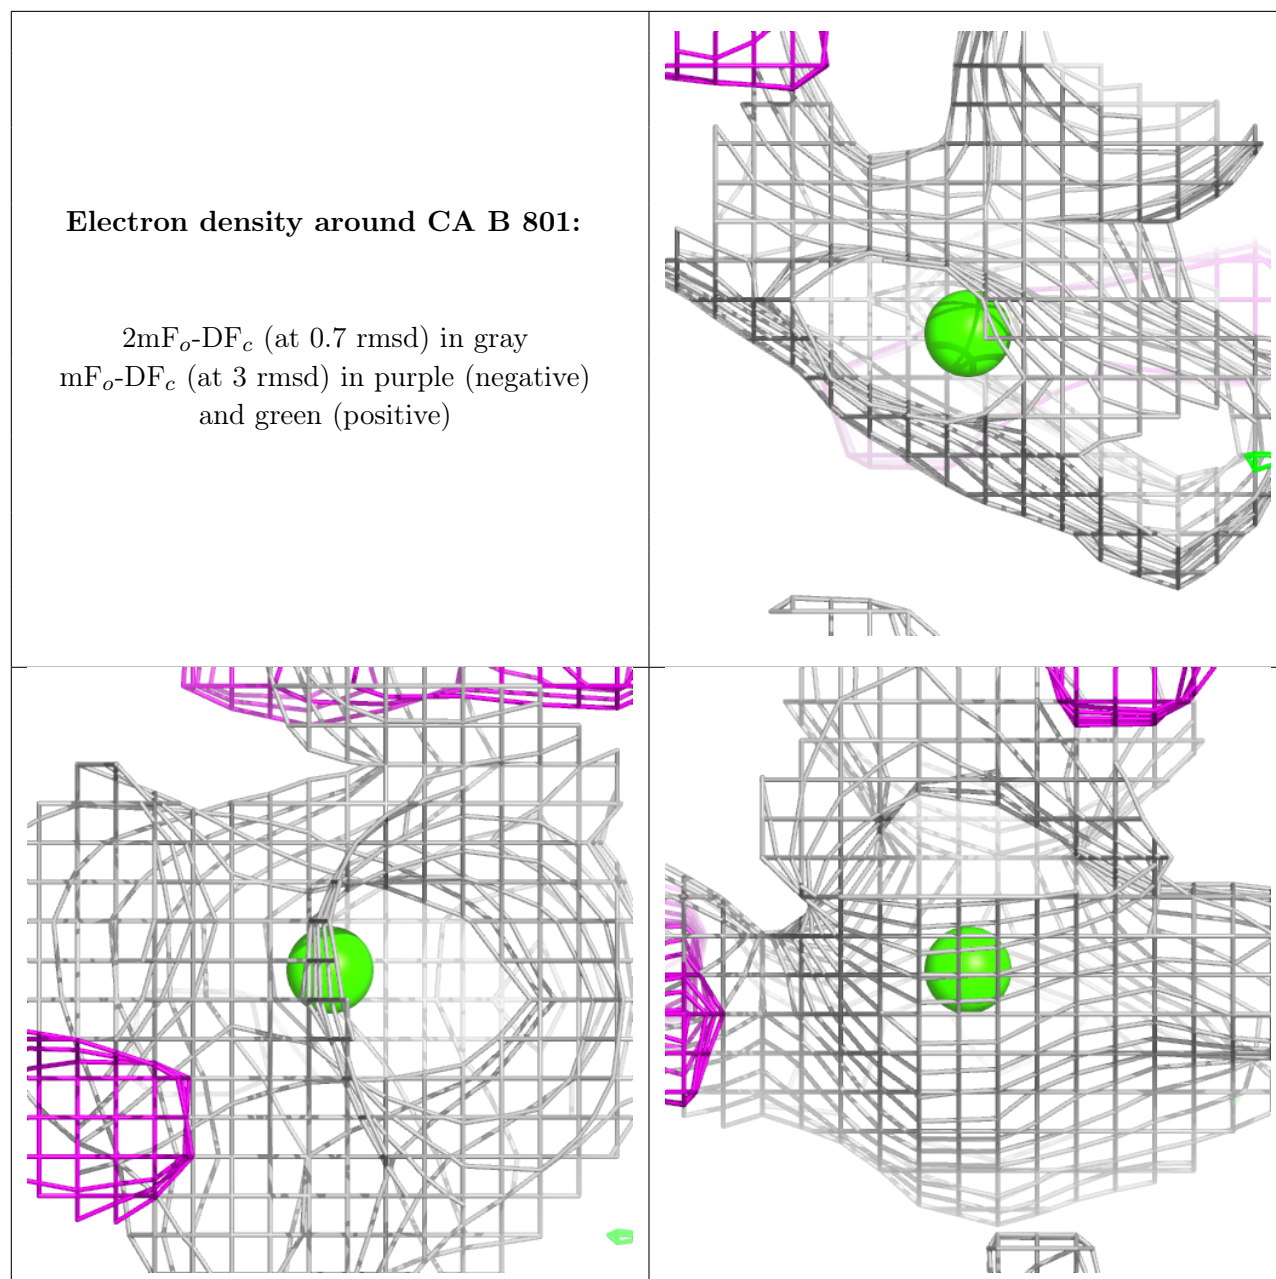 Electron density around CA B 801:
2mFo-DFc (at 0.7 rmsd) in gray
mFo-DFc (at 3 rmsd) in purple (negative)
and green (positive)